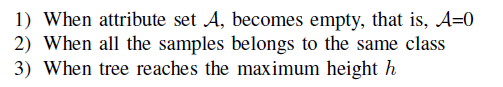 1) When attribute set 𝒜, becomes empty, that is, 𝒜=0
2) When all the samples belongs to the same class
3) When tree reaches the maximum height h